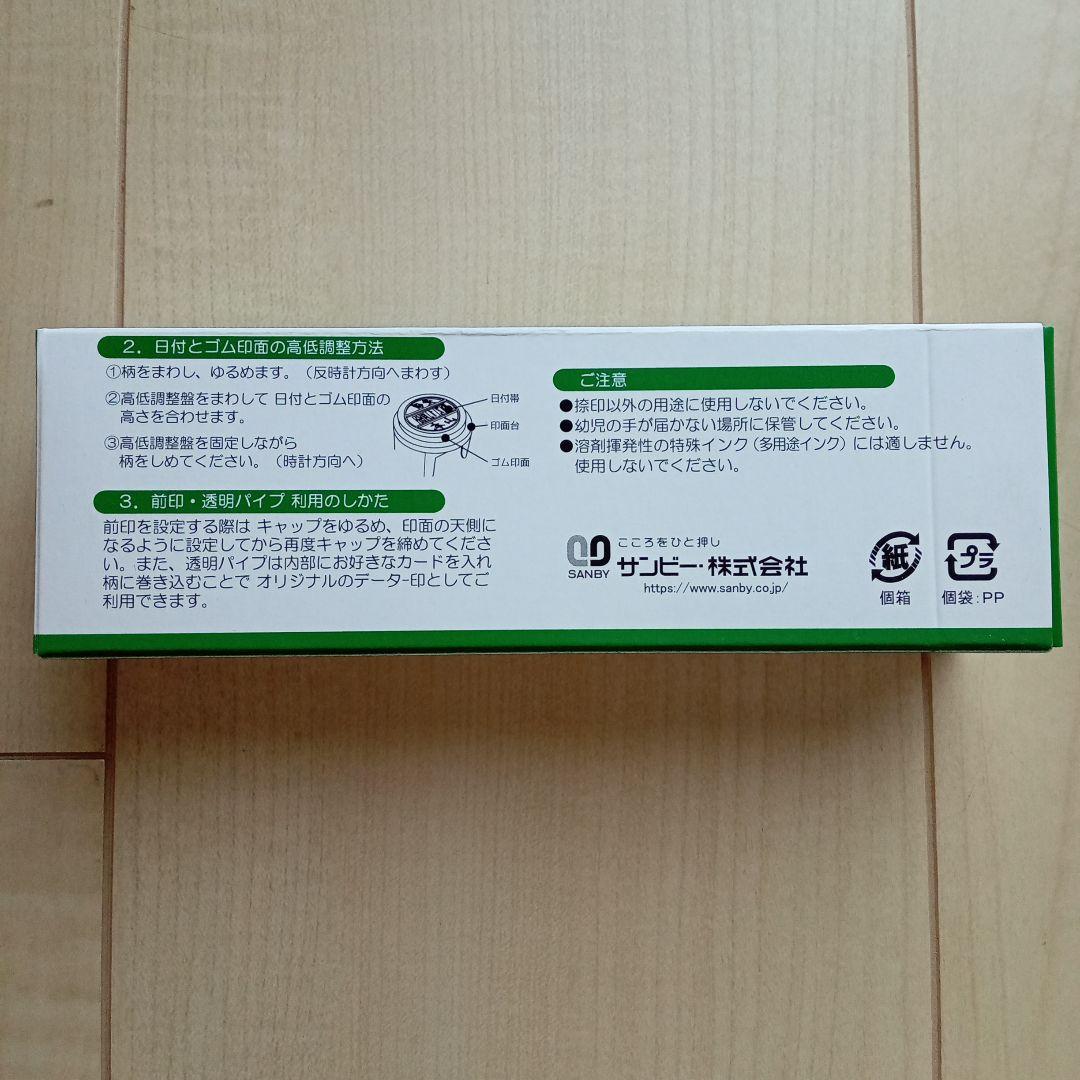 2．日付とゴム印面の高低調整方法
①柄をまわし、ゆるめます。（反時計方向へまわす）
②高低調整盤をまわして 日付とゴム印面の
高さを合わせます。
③高低調整盤を固定しながら
柄をしめてください。（時計方向へ）
日付帯
印面台
ゴム印面
3．前印・透明パイプ 利用のしかた
前印を設定する際は キャップをゆるめ、印面の天側に
なるように設定してから再度キャップを締めてくださ
い。また、透明パイプは内部にお好きなカードを入れ
柄に巻き込むことで オリジナルのデーター印としてご
利用できます。
ご注意
●捺印以外の用途に使用しないでください。
●幼児の手が届かない場所に保管してください。
●溶剤揮発性の特殊インク（多用途インク）には適しません。
使用しないでください。
SANBY
こころをひと押し
サンビー・株式会社
https://www.sanby.co.jp/
紙
個箱
プラ
個袋：PP